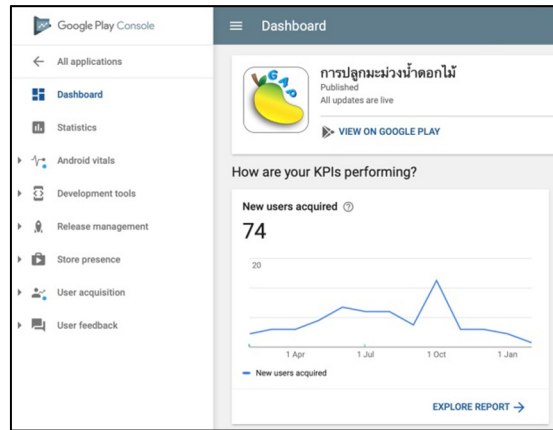 Google Play Console
All applications
Dashboard
Statistics
Android vitals
Development tools
Release management
Store presence
User acquisition
User feedback
Dashboard
GAP
การปลูกมะม่วงน้ำดอกไม้
Published
All updates are live
VIEW ON GOOGLE PLAY
How are your KPIs performing?
New users acquired
74
20
1 Apr 1 Jul 1 Oct 1 Jan
New users acquired
EXPLORE REPORT